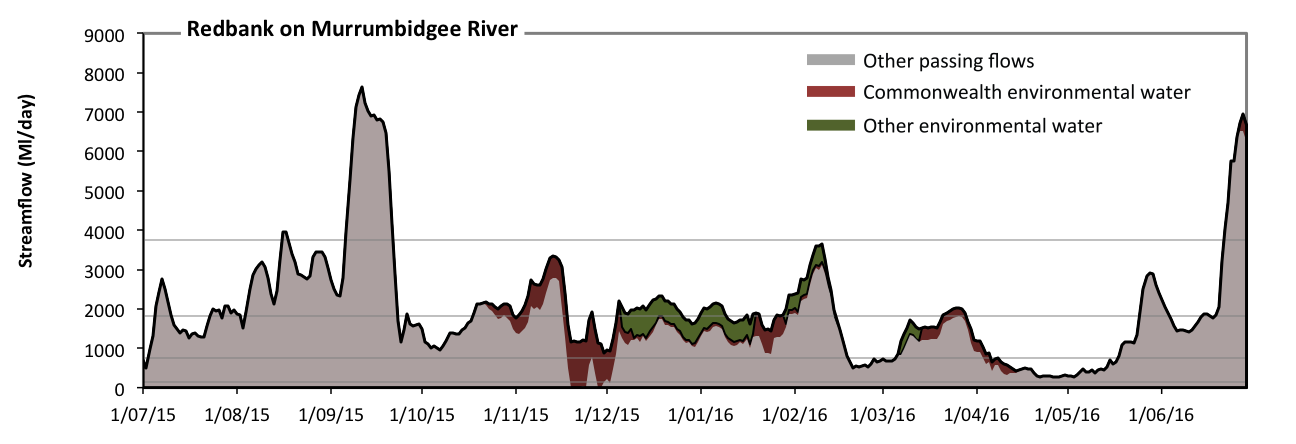 Redbank on Murrumbidgee River
Streamflow (Ml/day)
9000
8000
7000
6000
5000
4000
3000
2000
1000
0
Other passing flows
Commonwealth environmental water
Other environmental water
1/07/15 1/08/15 1/09/15 1/10/15 1/11/15 1/12/15 1/01/16 1/02/16 1/03/16 1/04/16 1/05/16 1/06/16